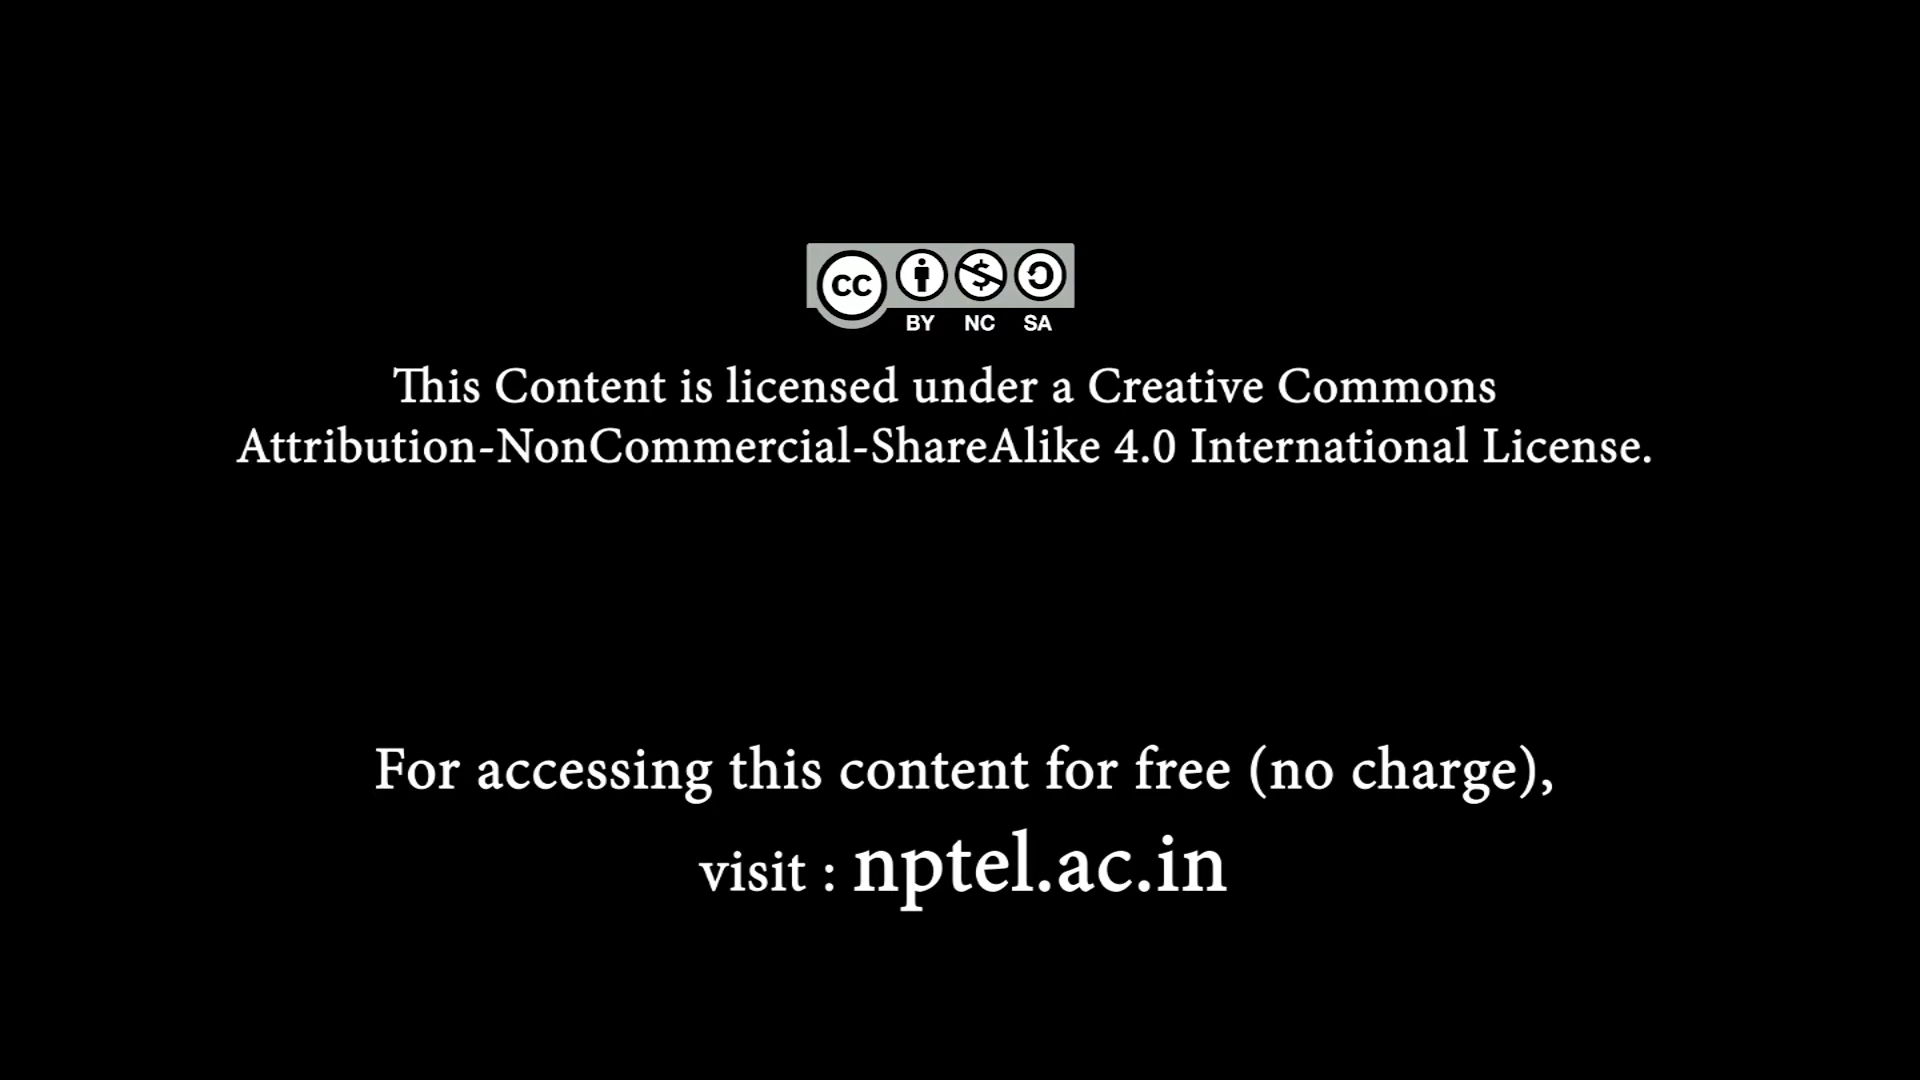 cc
BY NC SA
This Content is licensed under a Creative Commons
Attribution-NonCommercial-ShareAlike 4.0 International License.
For accessing this content for free (no charge),
visit : nptel.ac.in